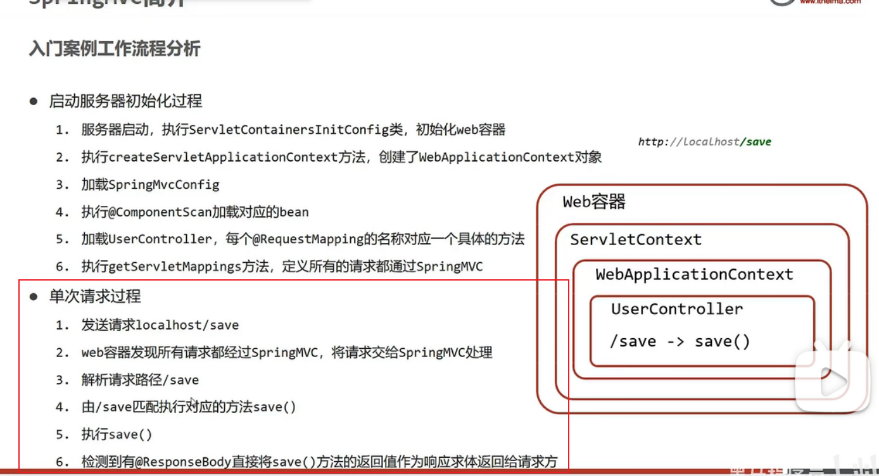 SpringMVC简介
www.itheima.com
入门案例工作流程分析
● 启动服务器初始化过程
1. 服务器启动，执行ServletContainersInitConfig类，初始化web容器
2. 执行createServletApplicationContext方法，创建了WebApplicationContext对象
3. 加载SpringMvcConfig
4. 执行@ComponentScan加载对应的bean
5. 加载UserController，每个@RequestMapping的名称对应一个具体的方法
6. 执行getServletMappings方法，定义所有的请求都通过SpringMVC
● 单次请求过程
1. 发送请求localhost/save
2. web容器发现所有请求都经过SpringMVC，将请求交给SpringMVC处理
3. 解析请求路径/save
4. 由/save匹配执行对应的方法save()
5. 执行save()
6. 检测到有@ResponseBody直接将save()方法的返回值作为响应求体返回给请求方
http://localhost/save
Web容器
ServletContext
WebApplicationContext
UserController
/save -> save()